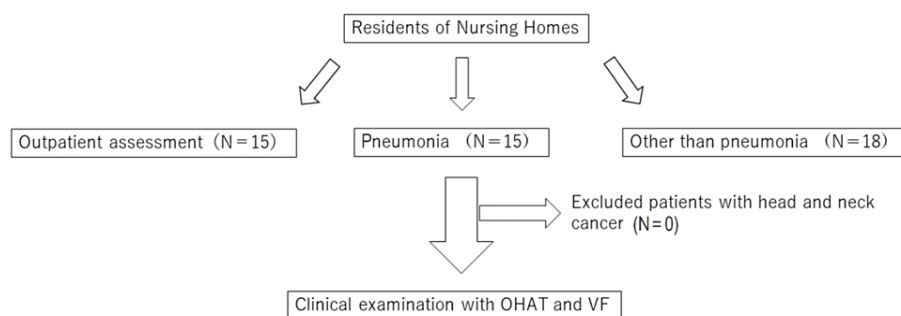 Residents of Nursing Homes
Outpatient assessment (N=15)
Pneumonia (N=15)
Other than pneumonia (N=18)
Excluded patients with head and neck
cancer (N=0)
Clinical examination with OHAT and VF